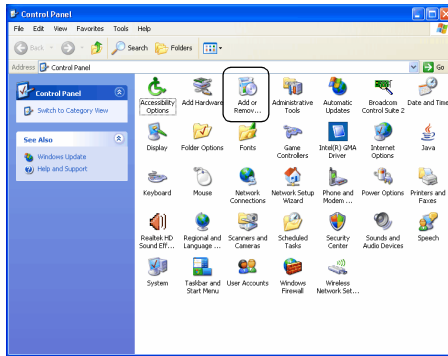 Control Panel
File Edit View Favorites Tools Help
Back Search Folders
Address Control Panel Go
Control Panel
Switch to Category View
See Also
Windows Update
Help and Support
Accessibility Options
Add Hardware
Add or Remov...
Administrative Tools
Automatic Updates
Broadcom Control Suite 2
Date and Time
Display
Folder Options
Fonts
Game Controllers
Intel(R) GMA Driver
Internet Options
Java
Keyboard
Mouse
Network Connections
Network Setup Wizard
Phone and Modem ...
Power Options
Printers and Faxes
Realtek HD Sound Eff...
Regional and Language ...
Scanners and Cameras
Scheduled Tasks
Security Center
Sounds and Audio Devices
Speech
System
Taskbar and Start Menu
User Accounts
Windows Firewall
Wireless Network Set...